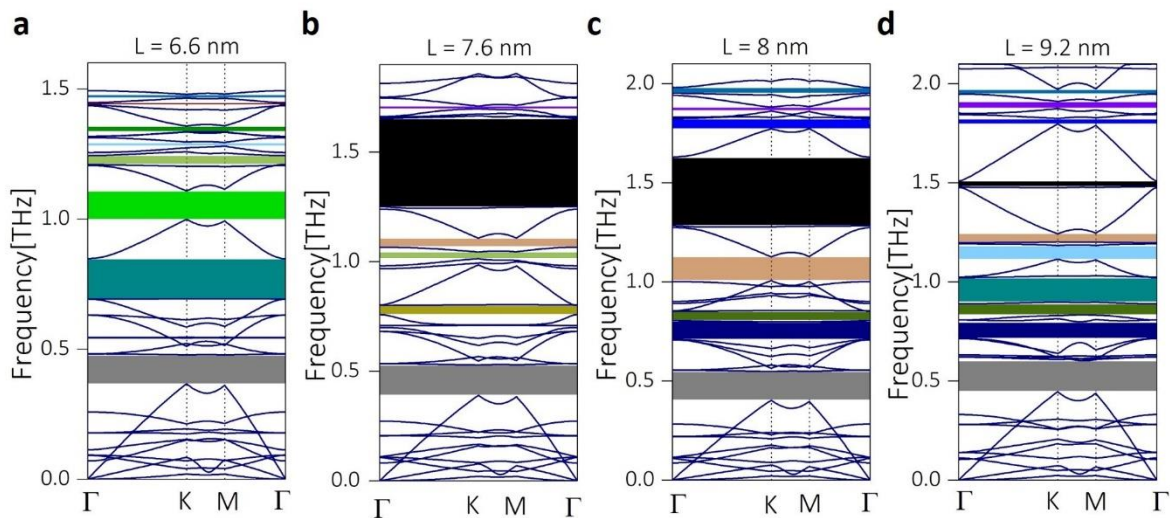 a
L = 6.6 nm
Frequency[THz]
1.5
1.0
0.5
0.0
Γ K M Γ
b
L = 7.6 nm
Frequency[THz]
1.5
1.0
0.5
0.0
Γ K M Γ
c
L = 8 nm
Frequency[THz]
2.0
1.5
1.0
0.5
0.0
Γ K M Γ
d
L = 9.2 nm
Frequency[THz]
2.0
1.5
1.0
0.5
0.0
Γ K M Γ